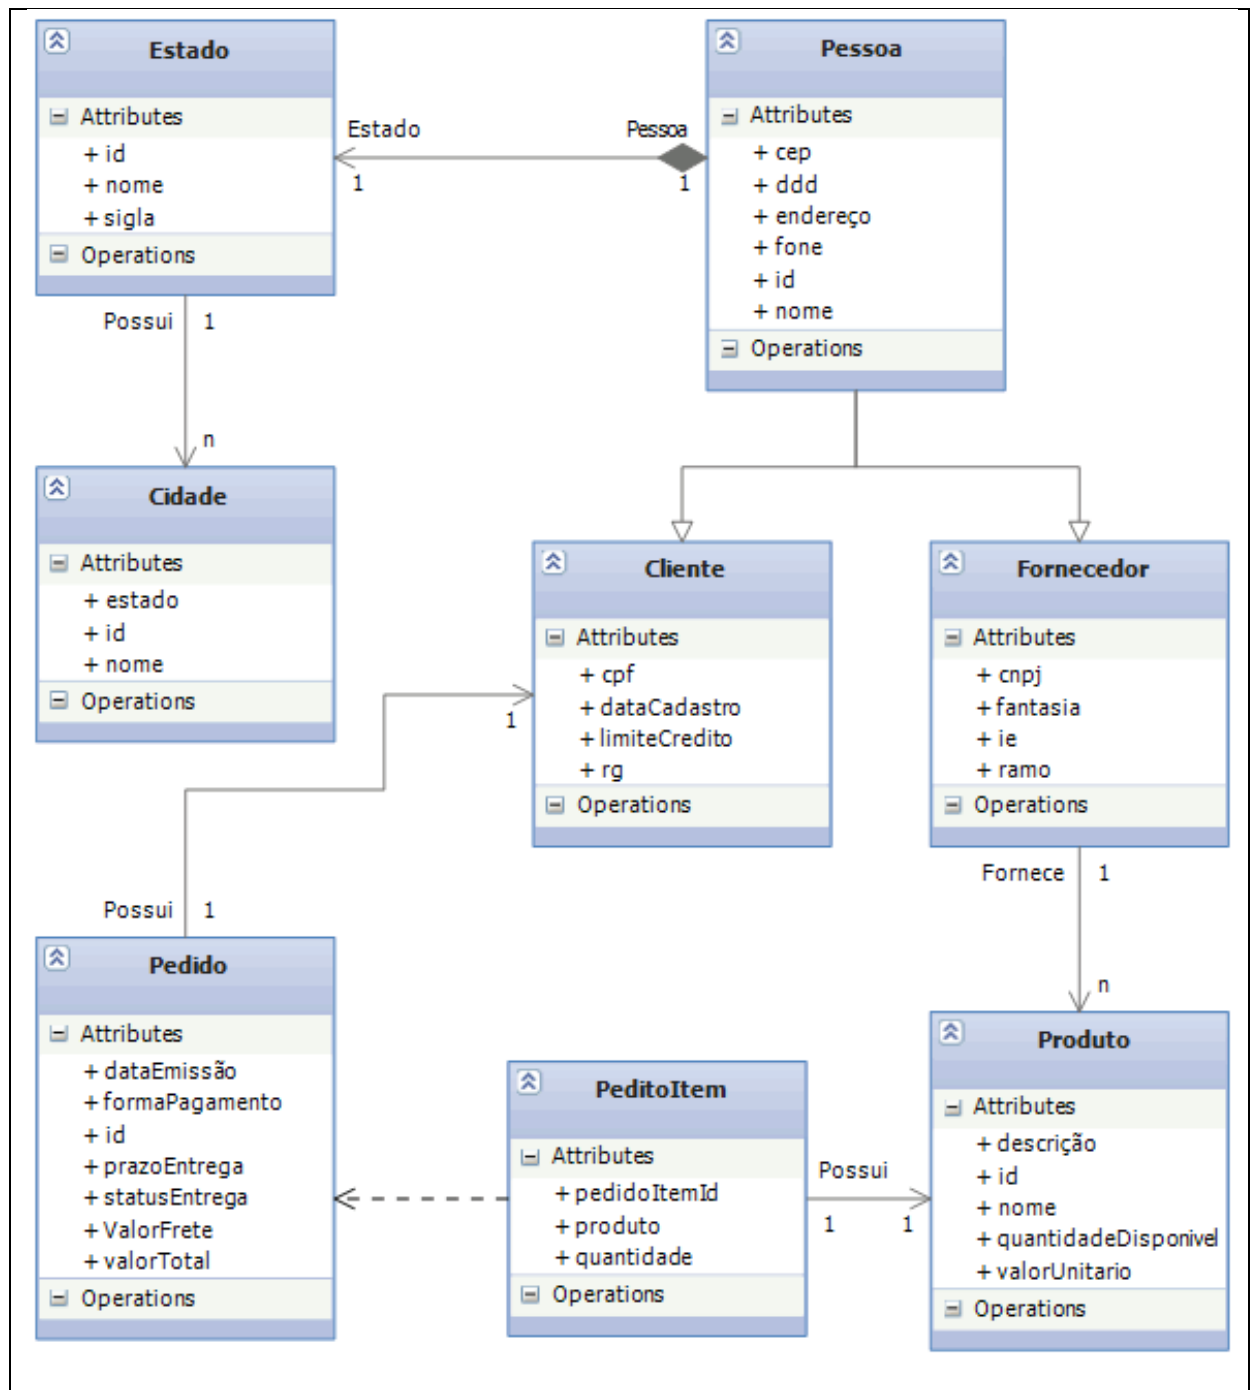 Estado
Attributes
+ id
+ nome
+ sigla
Operations
Estado
1
Pessoa
1
Pessoa
Attributes
+ cep
+ ddd
+ endereço
+ fone
+ id
+ nome
Operations
Possui 1
n
Cidade
Attributes
+ estado
+ id
+ nome
Operations
Cliente
Attributes
+ cpf
+ dataCadastro
+ limiteCredito
+ rg
Operations
1
Fornecedor
Attributes
+ cnpj
+ fantasia
+ ie
+ ramo
Operations
Fornece 1
n
Possui 1
Pedido
Attributes
+ dataEmissão
+ formaPagamento
+ id
+ prazoEntrega
+ statusEntrega
+ ValorFrete
+ valorTotal
Operations
PeditoItem
Attributes
+ pedidoItemId
+ produto
+ quantidade
Operations
Possui
1 1
Produto
Attributes
+ descrição
+ id
+ nome
+ quantidadeDisponivel
+ valorUnitario
Operations